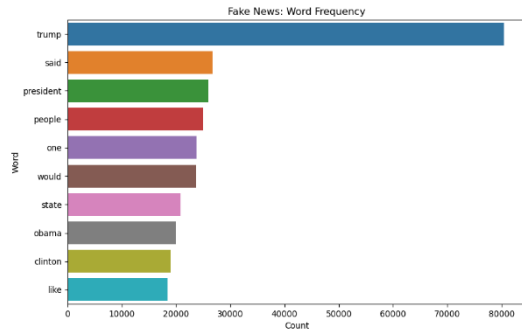 Fake News: Word Frequency
trump
said
president
people
one
would
state
obama
clinton
like
Word
0 10000 20000 30000 40000 50000 60000 70000 80000
Count